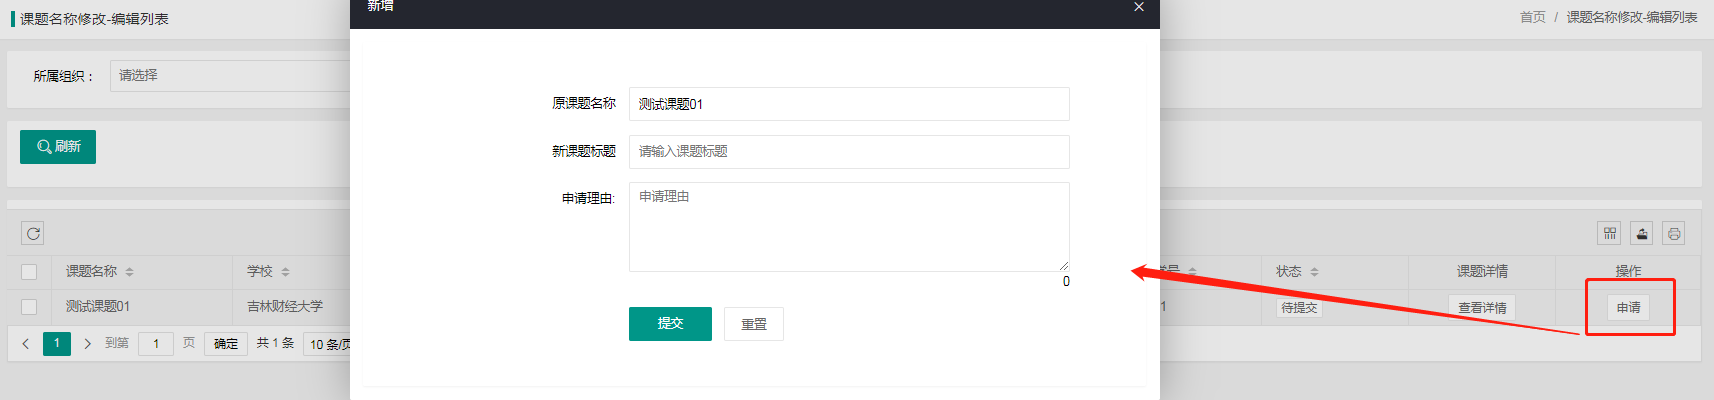 新增
课题名称修改-编辑列表
首页 / 课题名称修改-编辑列表
所属组织：
请选择
原课题名称
测试课题01
新课题标题
请输入课题标题
刷新
申请理由:
申请理由
0
课题名称
学校
状态
课题详情
操作
测试课题01
吉林财经大学
1
待提交
查看详情
申请
提交
重置
1
到第
1
页
确定
共 1 条
10 条/页